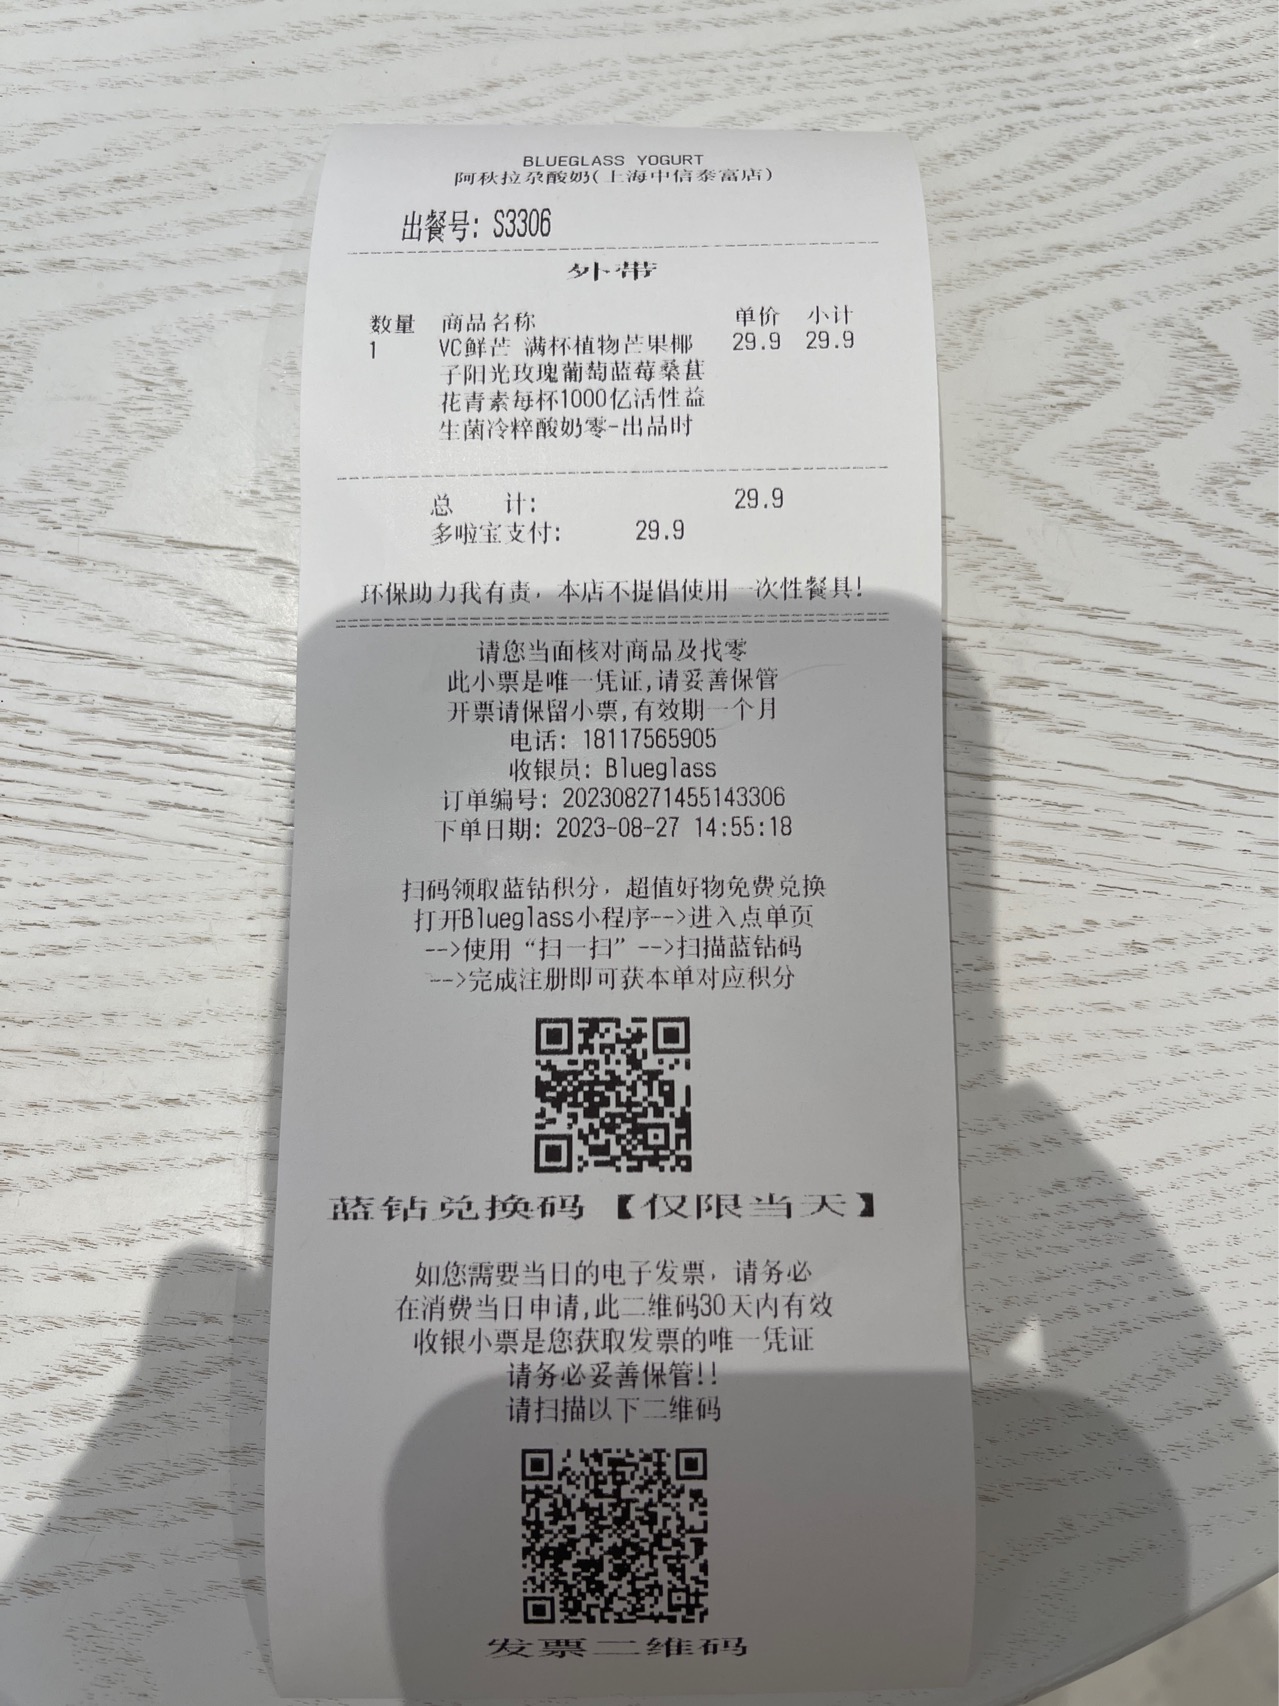 BLUEGLASS YOGURT
阿秋拉尕酸奶(上海中信泰富店)
出餐号: S3306
外带
数量 商品名称 单价 小计
1 VC鲜芒 满杯植物芒果椰 29.9 29.9
子阳光玫瑰葡萄蓝莓桑葚
花青素每杯1000亿活性益
生菌冷粹酸奶零-出品时
总 计: 29.9
多啦宝支付: 29.9
环保助力我有责，本店不提倡使用一次性餐具!
请您当面核对商品及找零
此小票是唯一凭证,请妥善保管
开票请保留小票,有效期一个月
电话: 18117565905
收银员: Blueglass
订单编号: 202308271455143306
下单日期: 2023-08-27 14:55:18
扫码领取蓝钻积分，超值好物免费兑换
打开Blueglass小程序-->进入点单页
-->使用“扫一扫”-->扫描蓝钻码
-->完成注册即可获本单对应积分
蓝钻兑换码【仅限当天】
如您需要当日的电子发票，请务必
在消费当日申请,此二维码30天内有效
收银小票是您获取发票的唯一凭证
请务必妥善保管!!
请扫描以下二维码
发票二维码